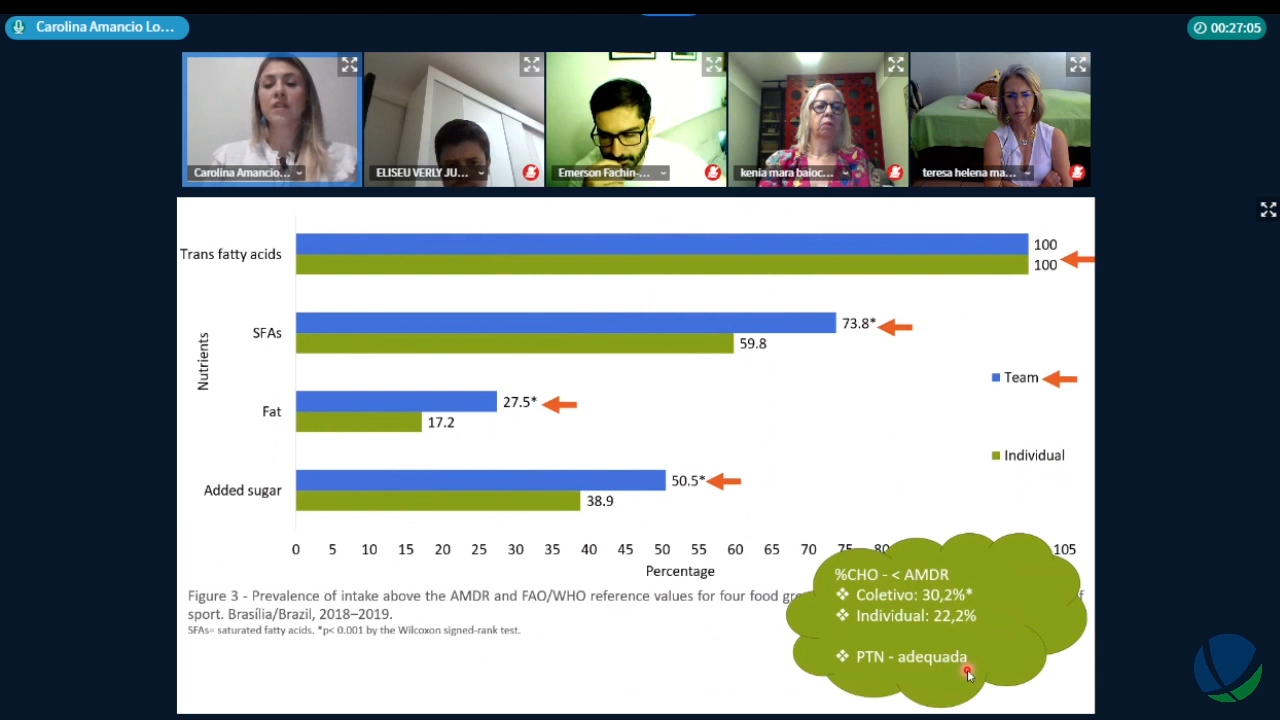 Carolina Amancio Lo...
00:27:05
Carolina Amancio...
ELISEU VERLY JU...
Emerson Fachin-...
kenia mara baioc...
teresa helena ma...
Trans fatty acids
100
100
SFAs
73.8*
59.8
Nutrients
Team
Fat
27.5*
17.2
Individual
Added sugar
50.5*
38.9
0 5 10 15 20 25 30 35 40 45 50 55 60 65 70 75 80 105
Percentage
Figure 3 - Prevalence of intake above the AMDR and FAO/WHO reference values for four food
sport. Brasília/Brazil, 2018–2019.
SFAs= saturated fatty acids. *p< 0.001 by the Wilcoxon signed-rank test.
%CHO - < AMDR
❖ Coletivo: 30,2%*
❖ Individual: 22,2%
❖ PTN - adequada